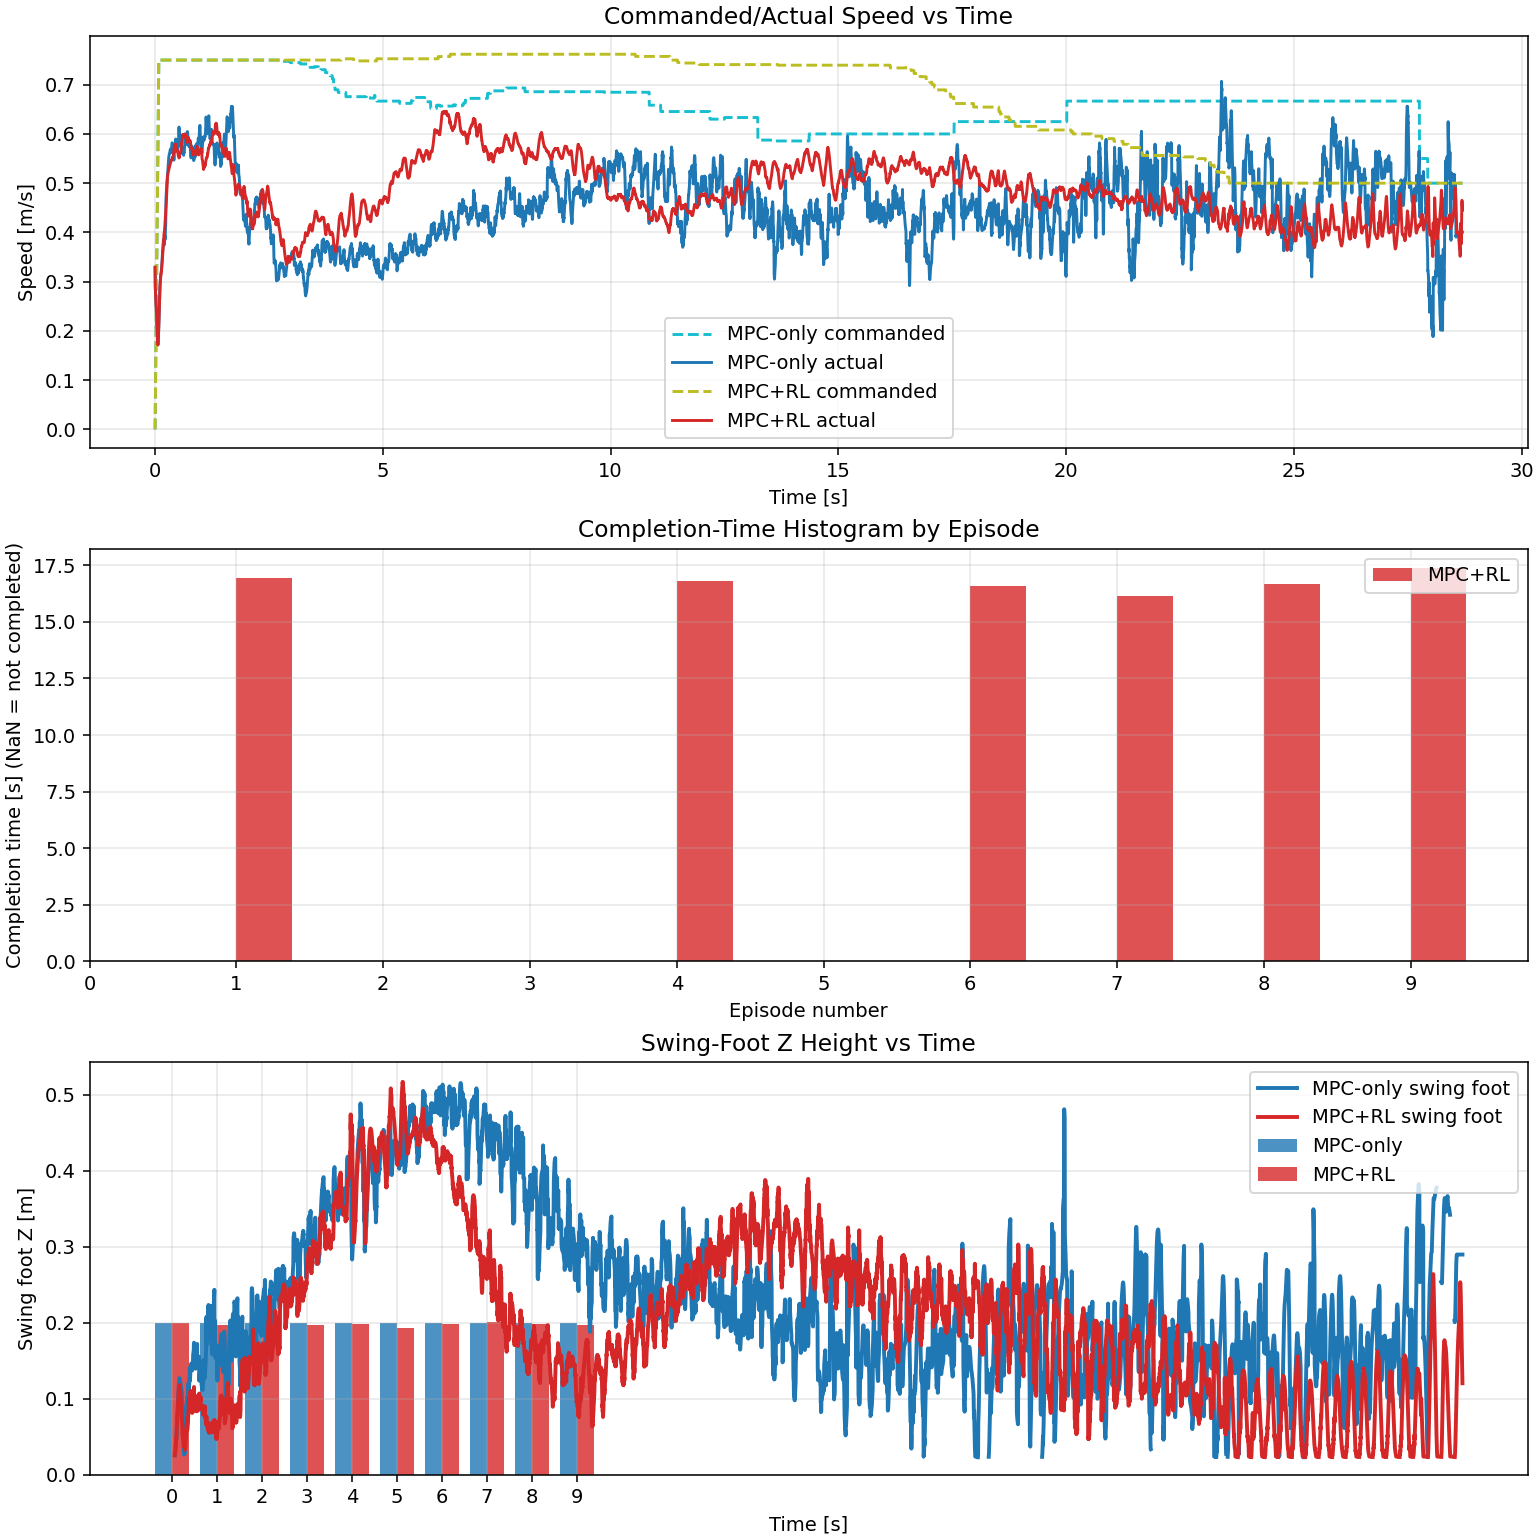 Commanded/Actual Speed vs Time
Speed [m/s]
0.7
0.6
0.5
0.4
0.3
0.2
0.1
0.0
MPC-only commanded
MPC-only actual
MPC+RL commanded
MPC+RL actual
0 5 10 15 20 25 30
Time [s]
Completion-Time Histogram by Episode
Completion time [s] (NaN = not completed)
17.5
15.0
12.5
10.0
7.5
5.0
2.5
0.0
MPC+RL
0 1 2 3 4 5 6 7 8 9
Episode number
Swing-Foot Z Height vs Time
Swing foot Z [m]
0.5
0.4
0.3
0.2
0.1
0.0
MPC-only swing foot
MPC+RL swing foot
MPC-only
MPC+RL
0 1 2 3 4 5 6 7 8 9
Time [s]